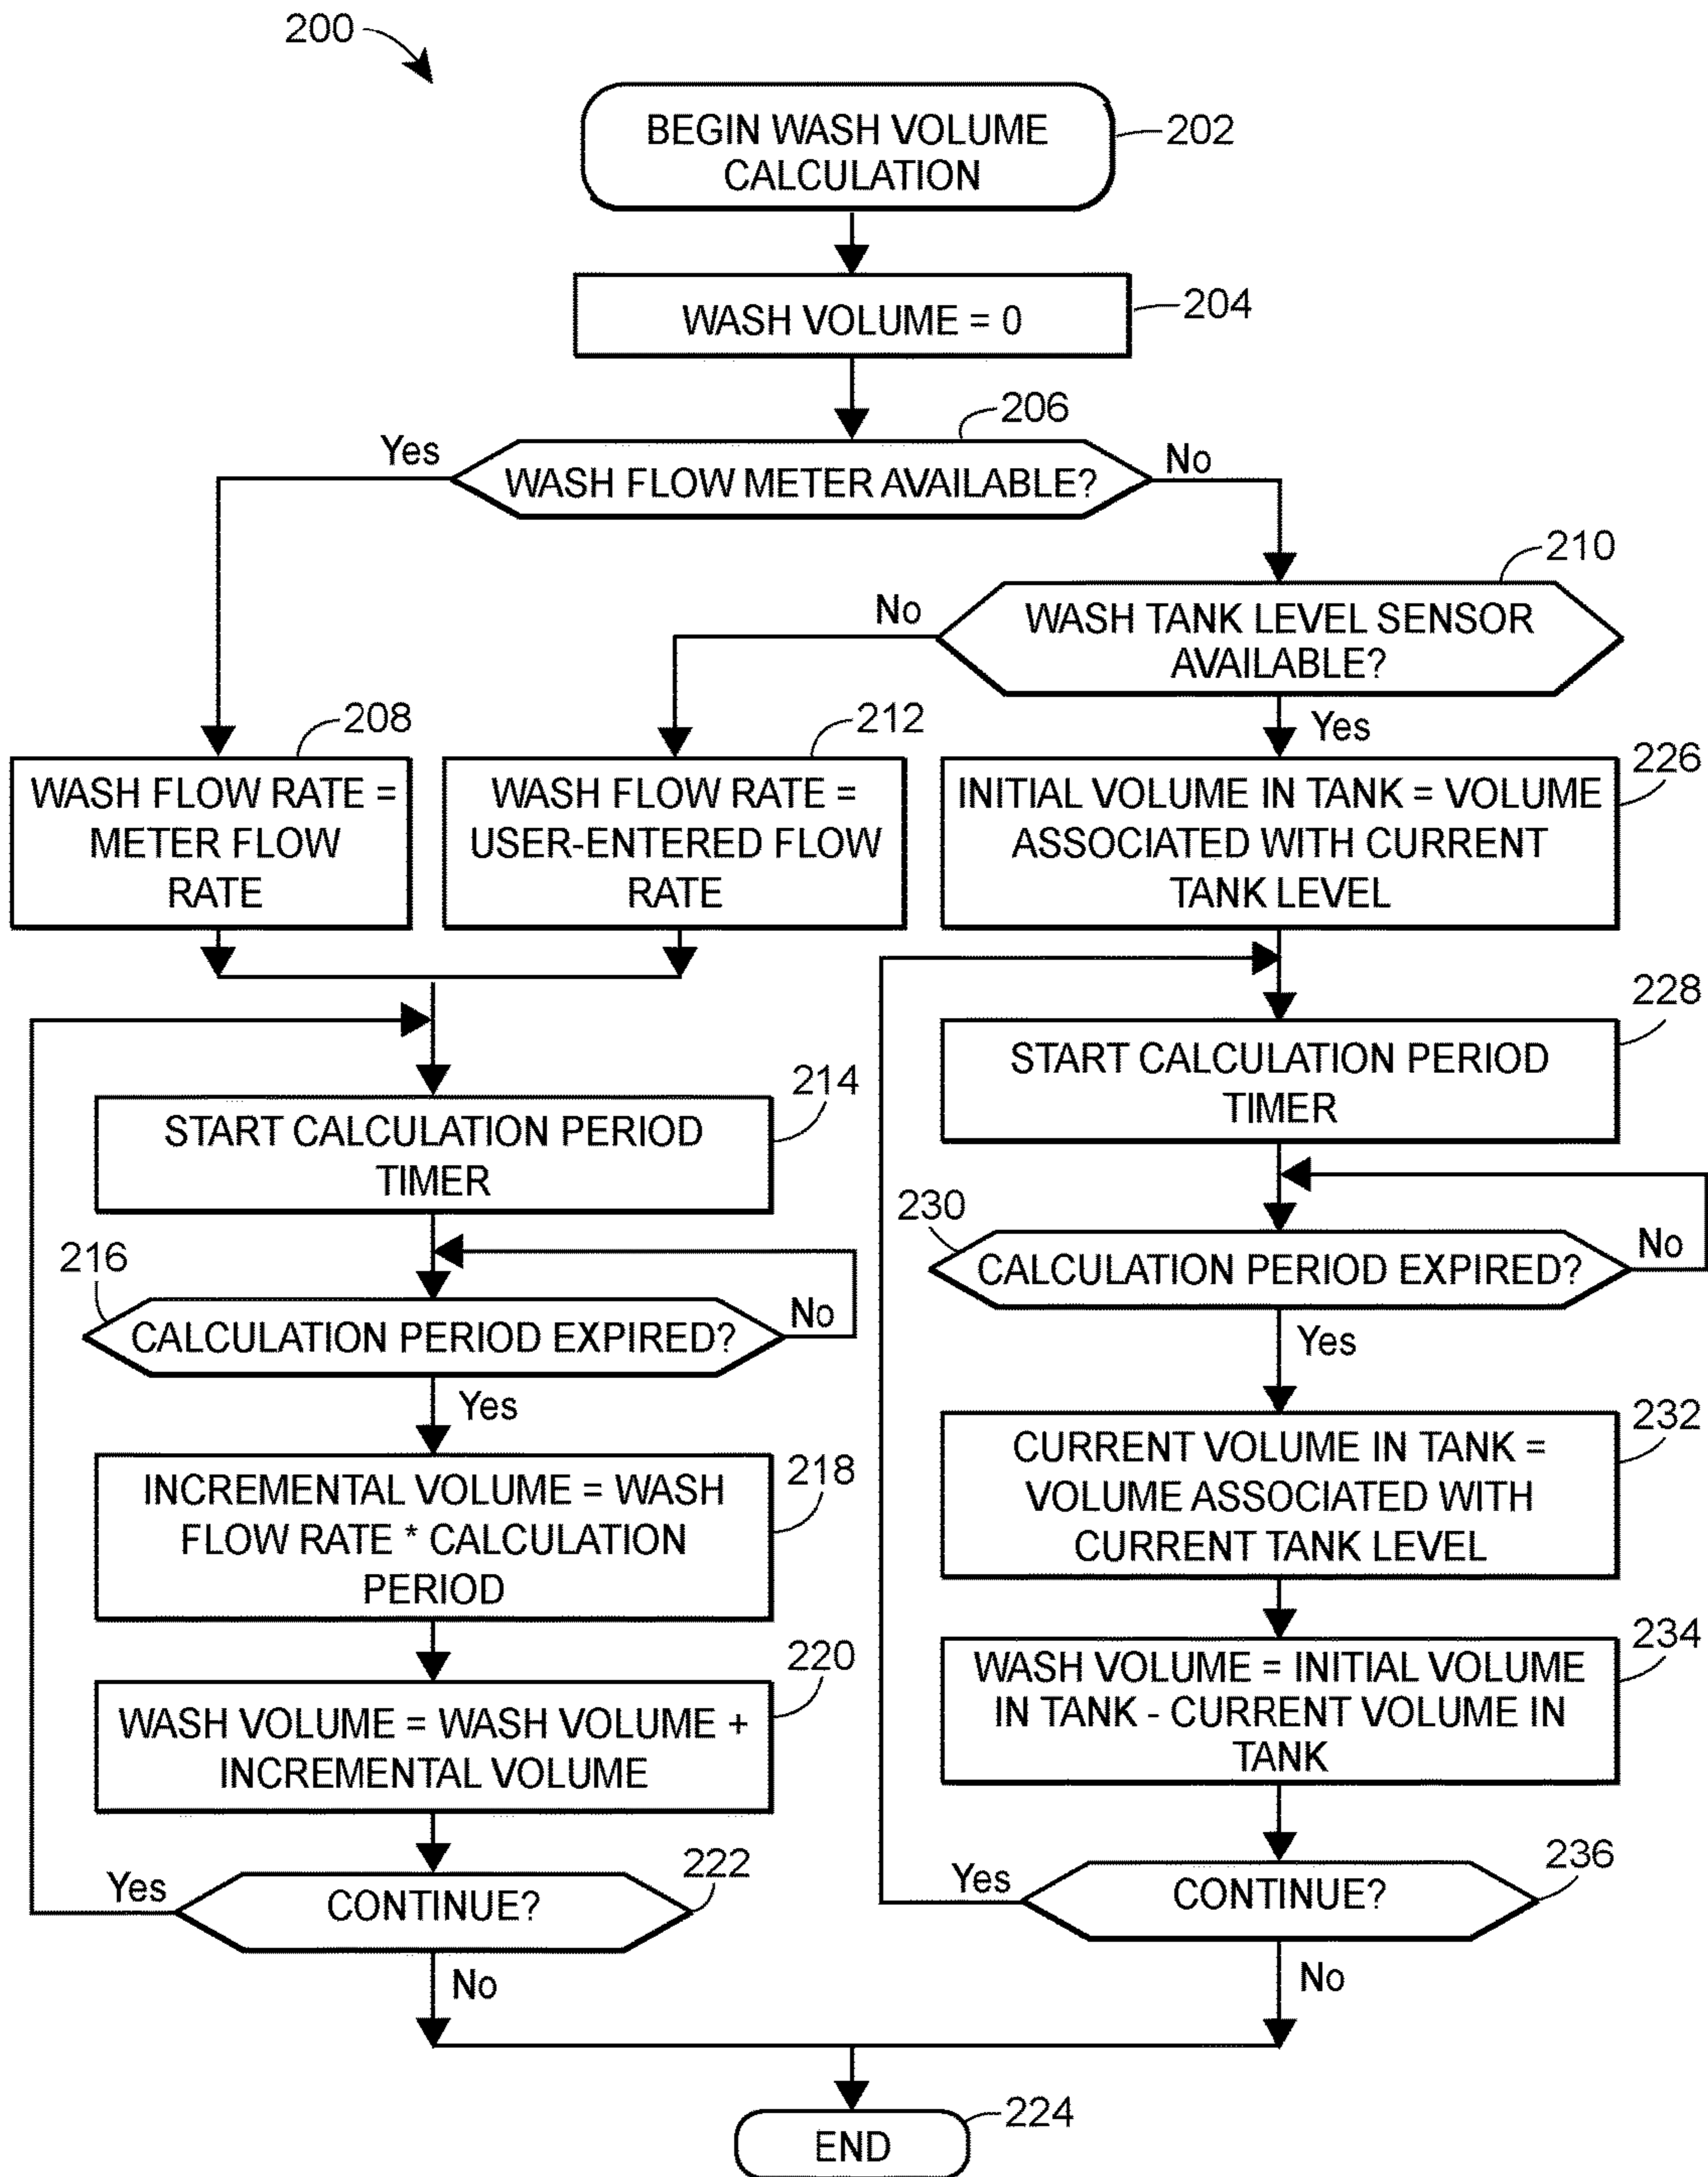 200
BEGIN WASH VOLUME
CALCULATION
202
WASH VOLUME = 0
204
206
Yes
WASH FLOW METER AVAILABLE?
No
210
No
WASH TANK LEVEL SENSOR
AVAILABLE?
Yes
208
WASH FLOW RATE =
METER FLOW
RATE
212
WASH FLOW RATE =
USER-ENTERED FLOW
RATE
226
INITIAL VOLUME IN TANK = VOLUME
ASSOCIATED WITH CURRENT
TANK LEVEL
214
START CALCULATION PERIOD
TIMER
216
CALCULATION PERIOD EXPIRED?
No
Yes
218
INCREMENTAL VOLUME = WASH
FLOW RATE * CALCULATION
PERIOD
220
WASH VOLUME = WASH VOLUME +
INCREMENTAL VOLUME
222
Yes
CONTINUE?
No
228
START CALCULATION PERIOD
TIMER
230
CALCULATION PERIOD EXPIRED?
No
Yes
232
CURRENT VOLUME IN TANK =
VOLUME ASSOCIATED WITH
CURRENT TANK LEVEL
234
WASH VOLUME = INITIAL VOLUME
IN TANK - CURRENT VOLUME IN
TANK
236
Yes
CONTINUE?
No
224
END